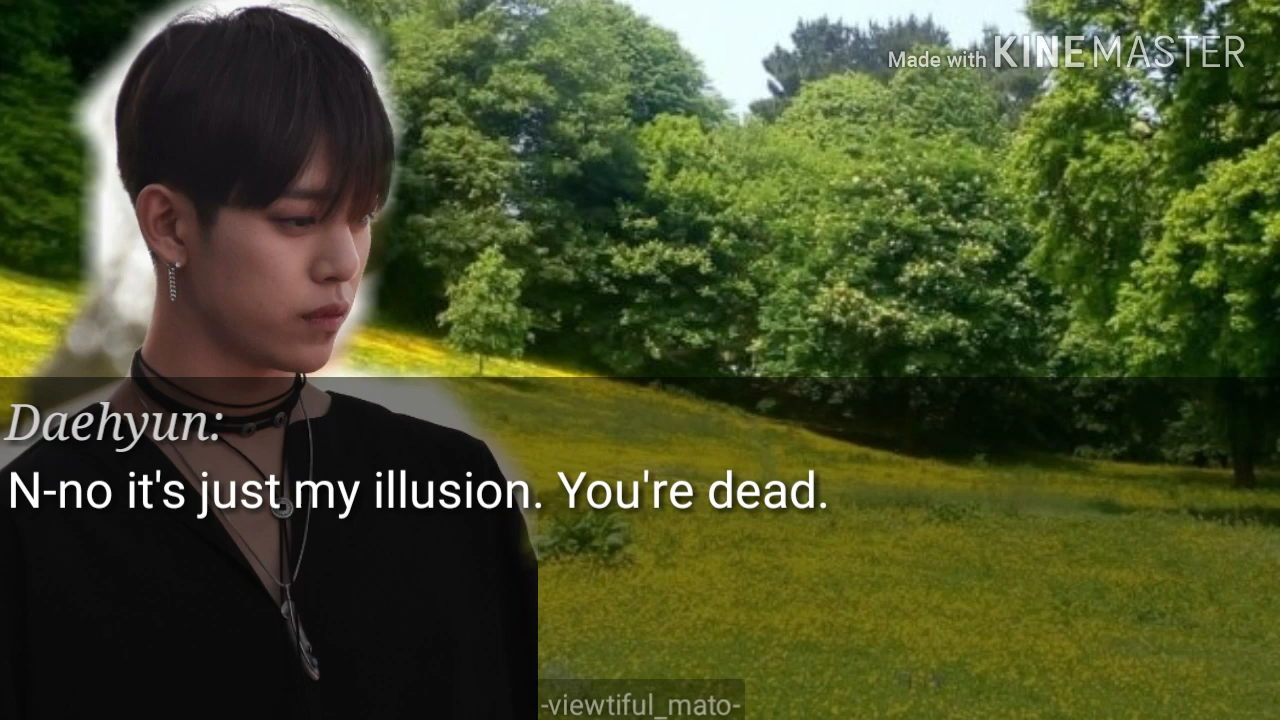 Made with KINEMASTER
Daehyun:
N-no it's just my illusion. You're dead.
-viewtiful_mato-